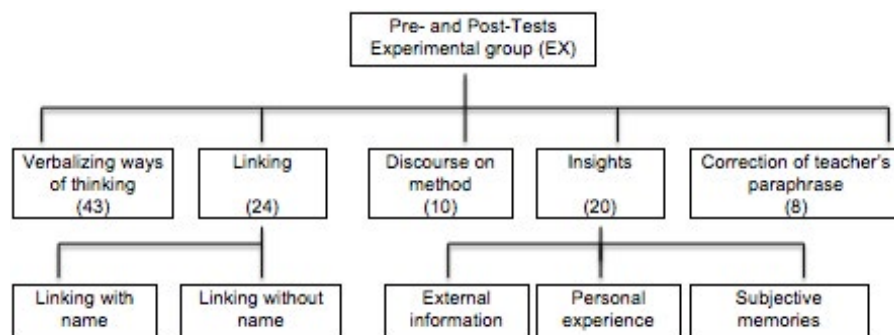 Pre- and Post-Tests
Experimental group (EX)
Verbalizing ways
of thinking
(43)
Linking
(24)
Discourse on
method
(10)
Insights
(20)
Correction of teacher's
paraphrase
(8)
Linking with
name
Linking without
name
External
information
Personal
experience
Subjective
memories